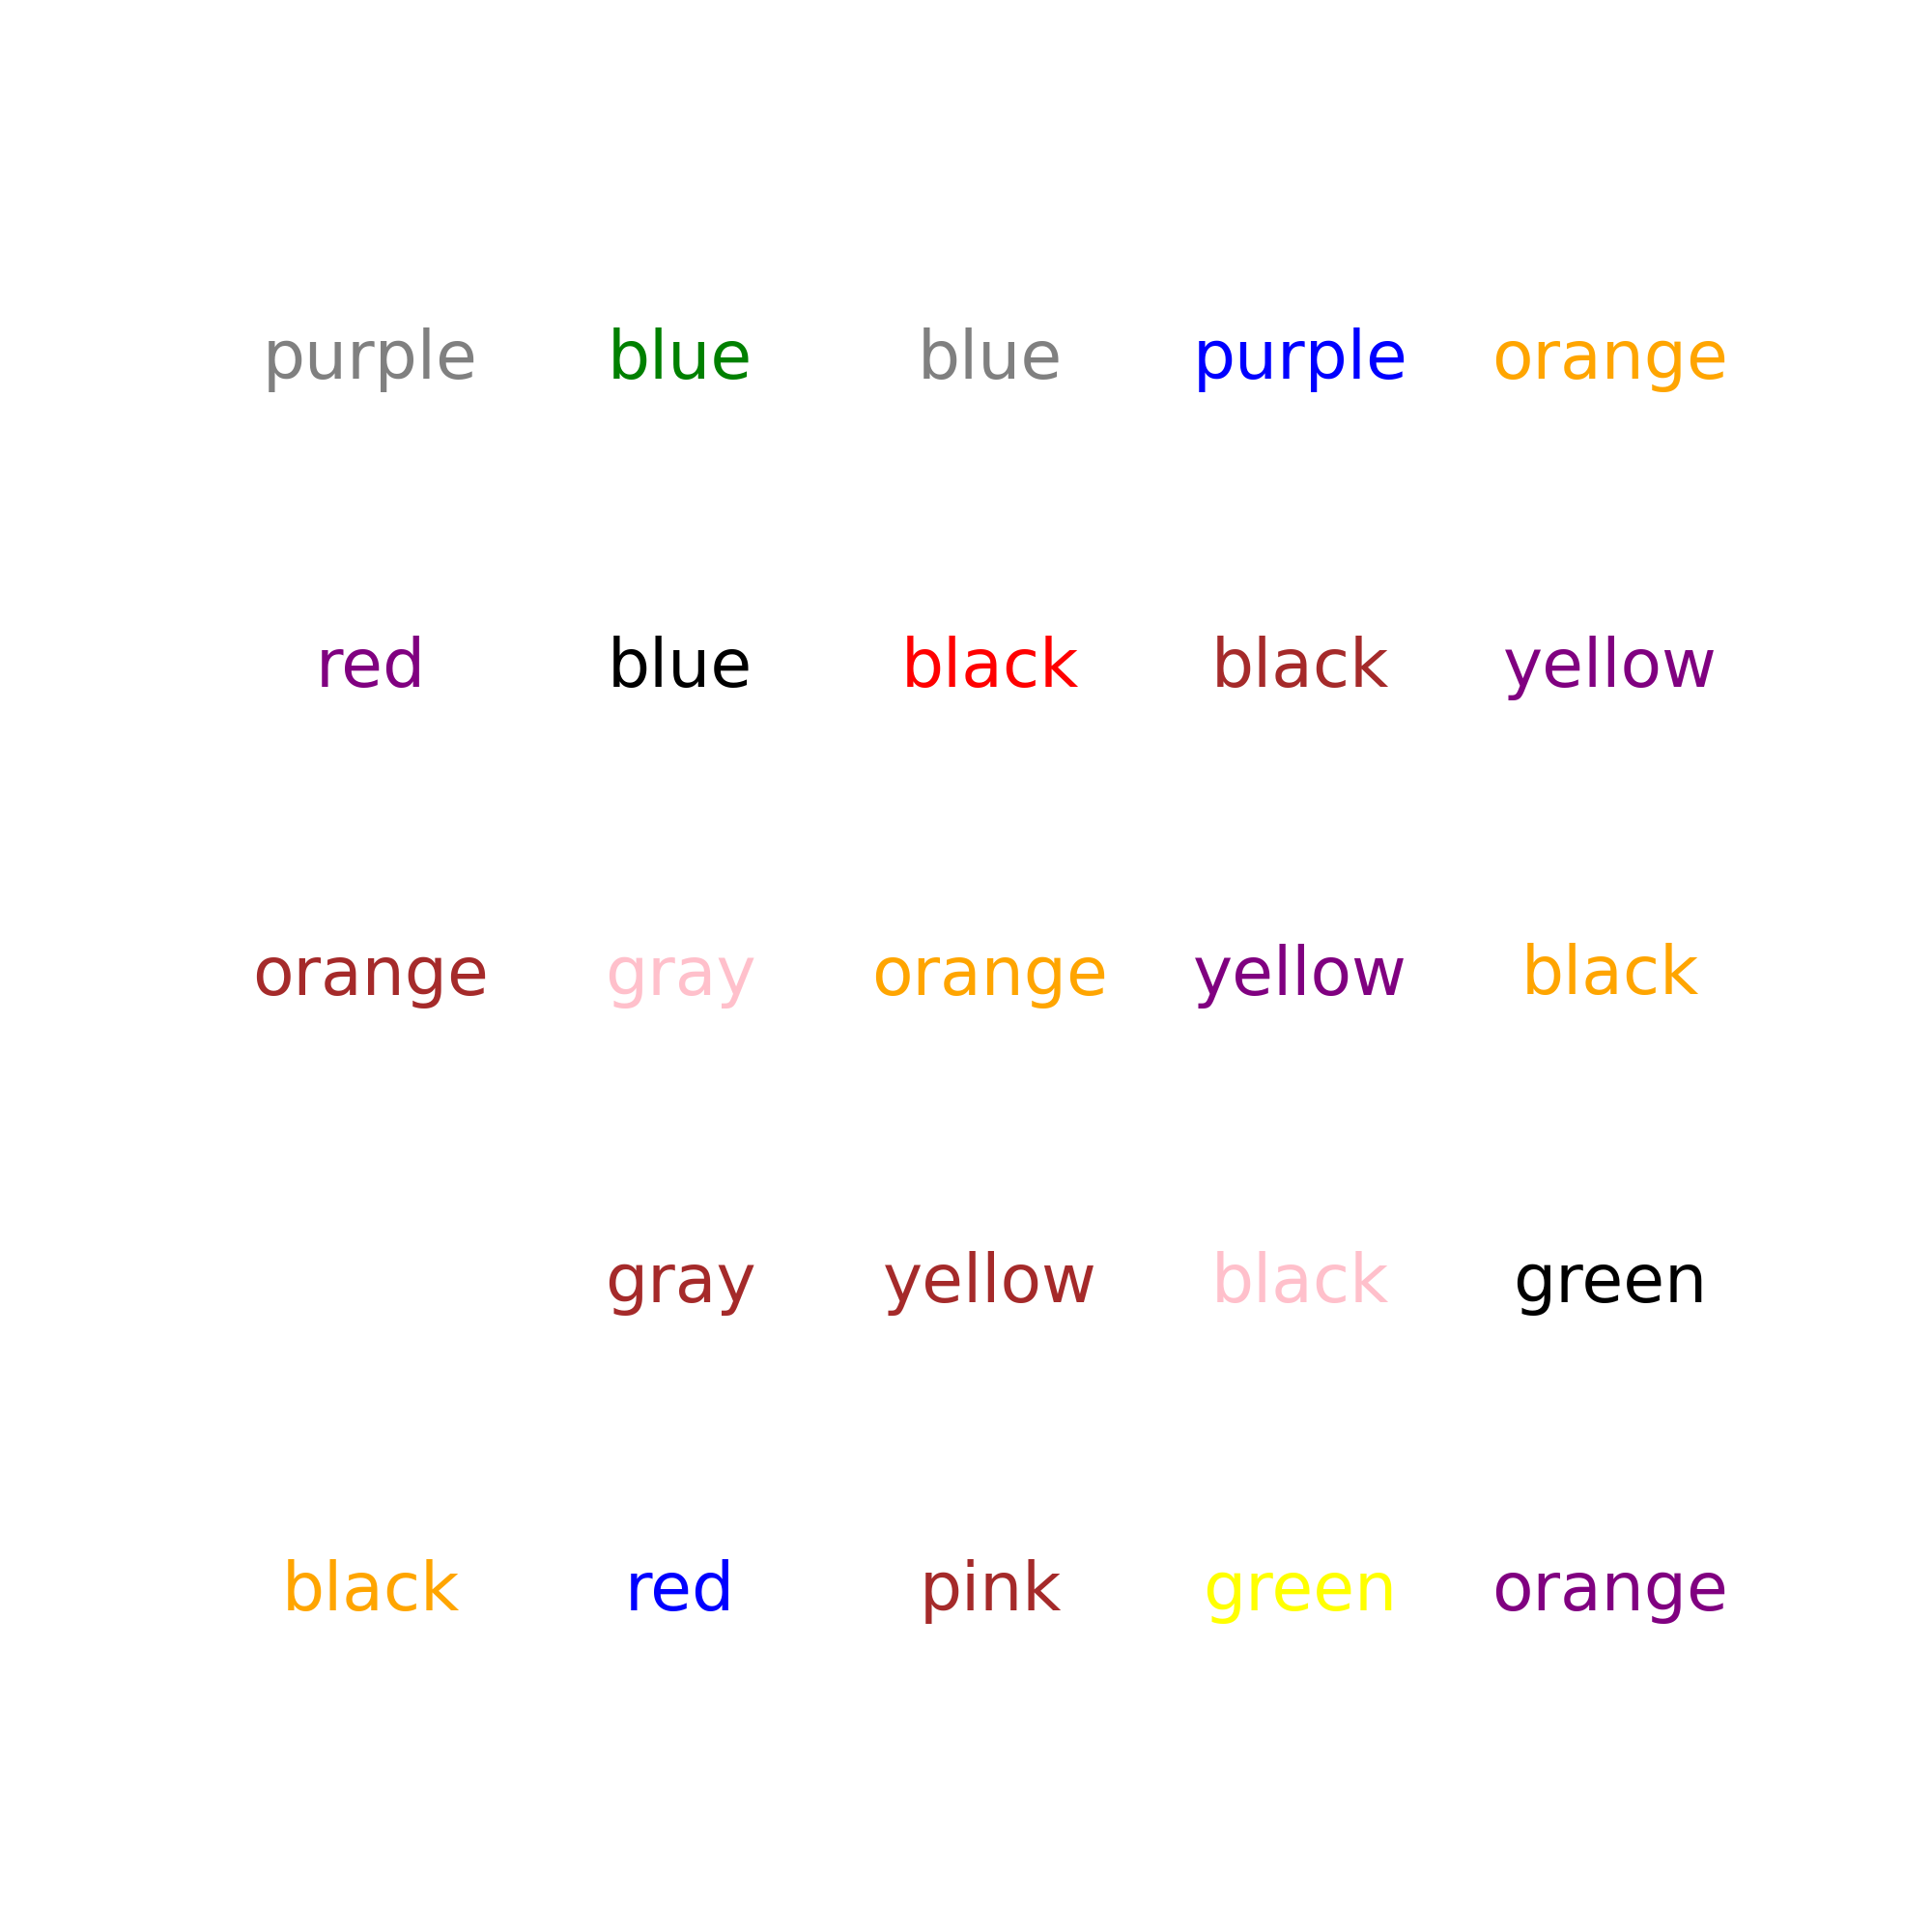 purple blue blue purple orange
red blue black black yellow
orange gray orange yellow black
gray yellow black green
black red pink green orange